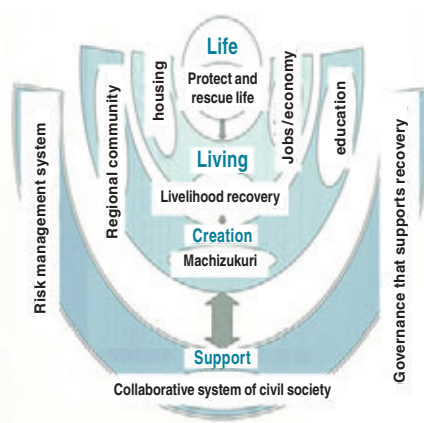 Life
Protect and
rescue life
housing
Jobs/economy
Regional community
education
Risk management system
Governance that supports recovery
Living
Livelihood recovery
Creation
Machizukuri
Support
Collaborative system of civil society